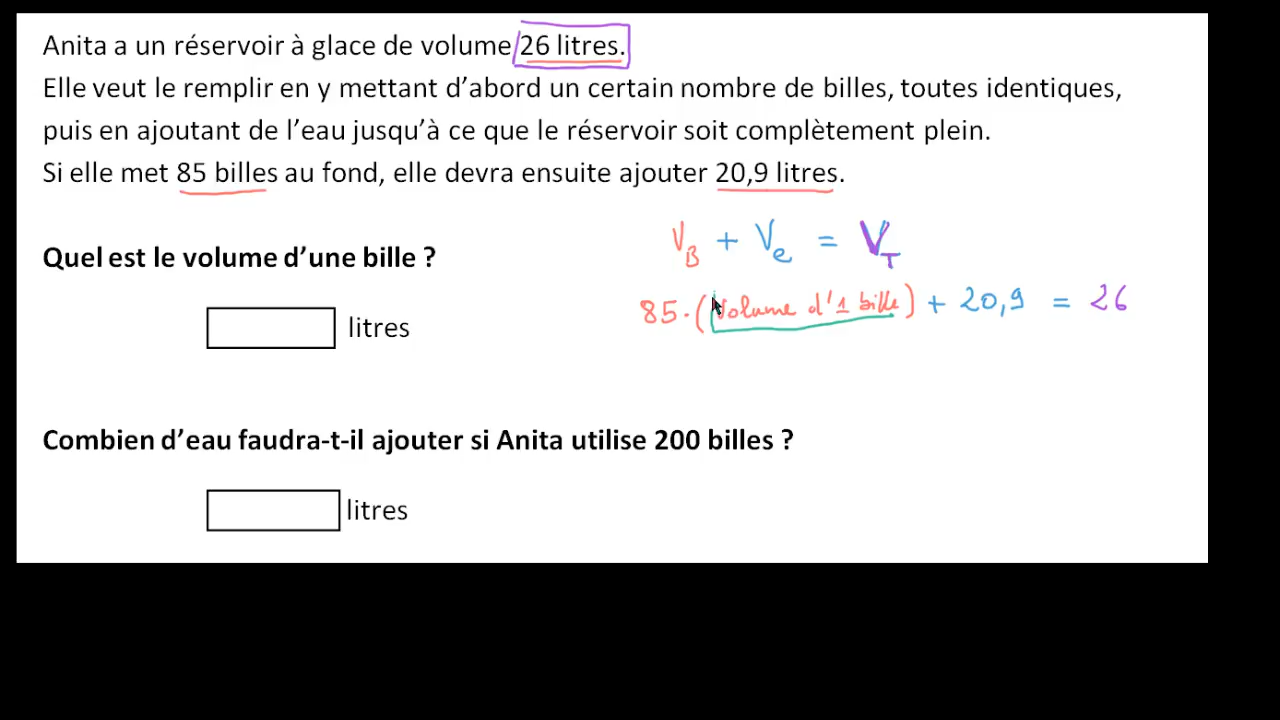 Anita a un réservoir à glace de volume 26 litres.
Elle veut le remplir en y mettant d’abord un certain nombre de billes, toutes identiques,
puis en ajoutant de l’eau jusqu’à ce que le réservoir soit complètement plein.
Si elle met 85 billes au fond, elle devra ensuite ajouter 20,9 litres.
V_B + V_e = V_T
Quel est le volume d’une bille ?
85·(Volume d'1 bille) + 20,9 = 26
litres
Combien d’eau faudra-t-il ajouter si Anita utilise 200 billes ?
litres